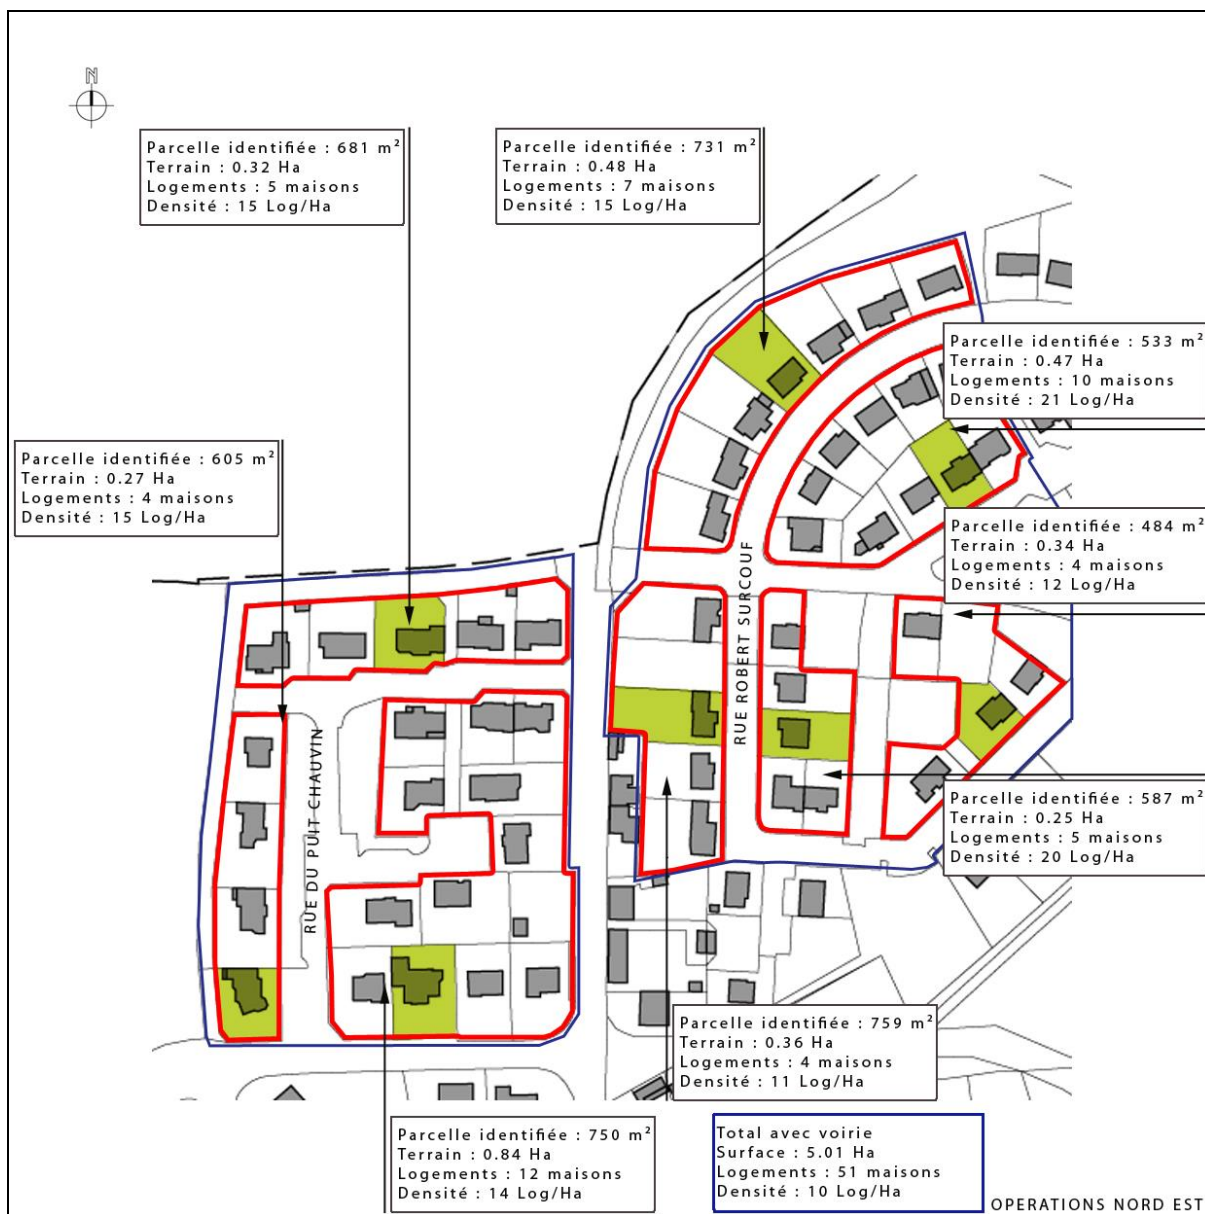 N
Parcelle identifiée : 681 m²
Terrain : 0.32 Ha
Logements : 5 maisons
Densité : 15 Log/Ha
Parcelle identifiée : 731 m²
Terrain : 0.48 Ha
Logements : 7 maisons
Densité : 15 Log/Ha
Parcelle identifiée : 533 m²
Terrain : 0.47 Ha
Logements : 10 maisons
Densité : 21 Log/Ha
Parcelle identifiée : 605 m²
Terrain : 0.27 Ha
Logements : 4 maisons
Densité : 15 Log/Ha
Parcelle identifiée : 484 m²
Terrain : 0.34 Ha
Logements : 4 maisons
Densité : 12 Log/Ha
RUE ROBERT SURCOUF
RUE DU PUIT CHAUVIN
Parcelle identifiée : 587 m²
Terrain : 0.25 Ha
Logements : 5 maisons
Densité : 20 Log/Ha
Parcelle identifiée : 759 m²
Terrain : 0.36 Ha
Logements : 4 maisons
Densité : 11 Log/Ha
Parcelle identifiée : 750 m²
Terrain : 0.84 Ha
Logements : 12 maisons
Densité : 14 Log/Ha
Total avec voirie
Surface : 5.01 Ha
Logements : 51 maisons
Densité : 10 Log/Ha
OPERATIONS NORD EST